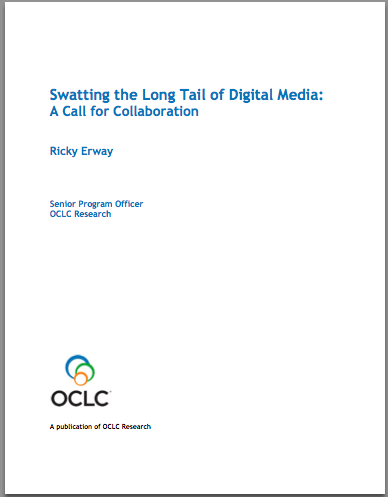 Swatting the Long Tail of Digital Media:
A Call for Collaboration
Ricky Erway
Senior Program Officer
OCLC Research
OCLC
A publication of OCLC Research